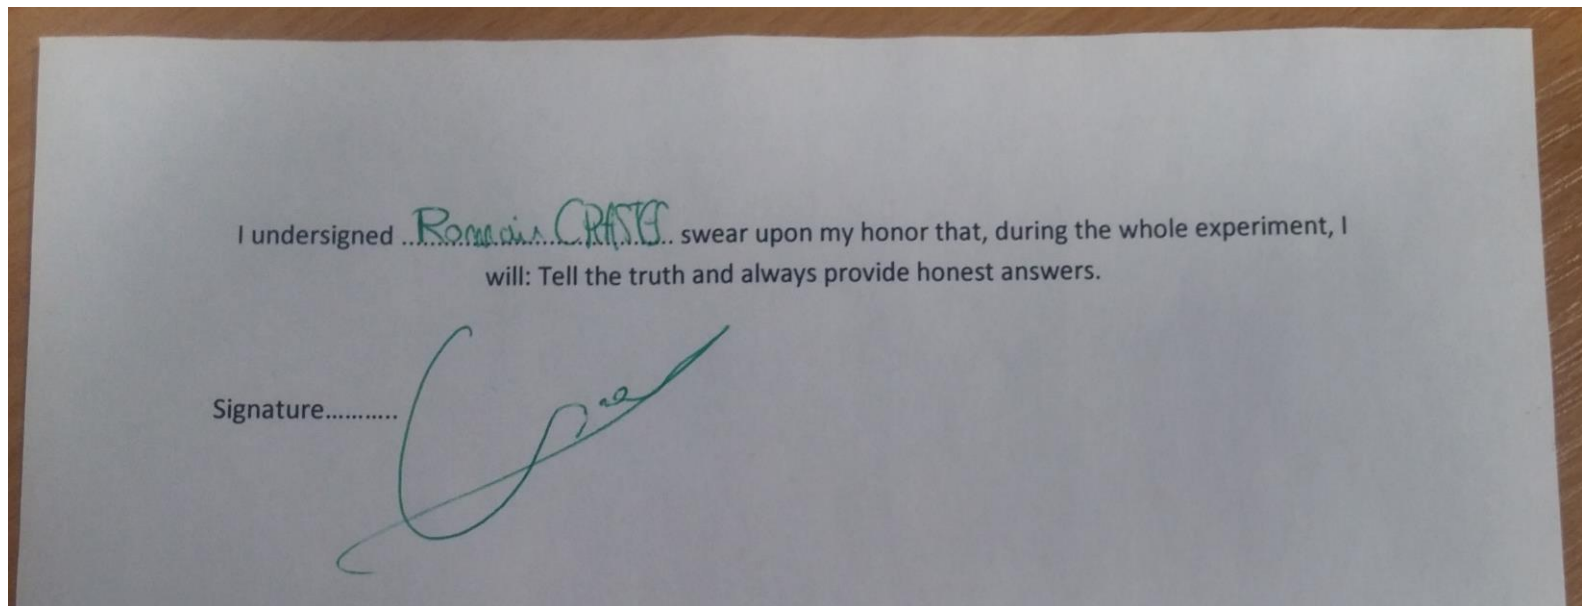 I undersigned ..Romain CRASTES.. swear upon my honor that, during the whole experiment, I
will: Tell the truth and always provide honest answers.
Signature...........